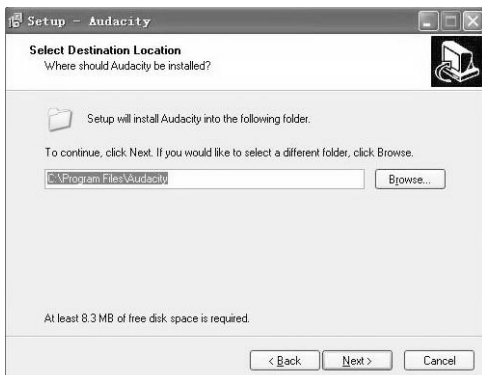 Setup - Audacity
Select Destination Location
Where should Audacity be installed?
Setup will install Audacity into the following folder.
To continue, click Next. If you would like to select a different folder, click Browse.
C:\Program Files\Audacity
Browse...
At least 8.3 MB of free disk space is required.
< Back
Next >
Cancel